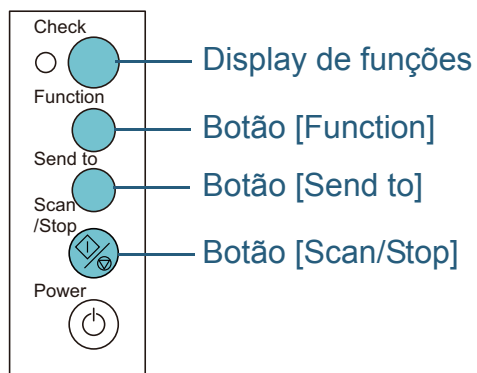 Check
Display de funções
Function
Botão [Function]
Send to
Botão [Send to]
Scan
/Stop
Botão [Scan/Stop]
Power